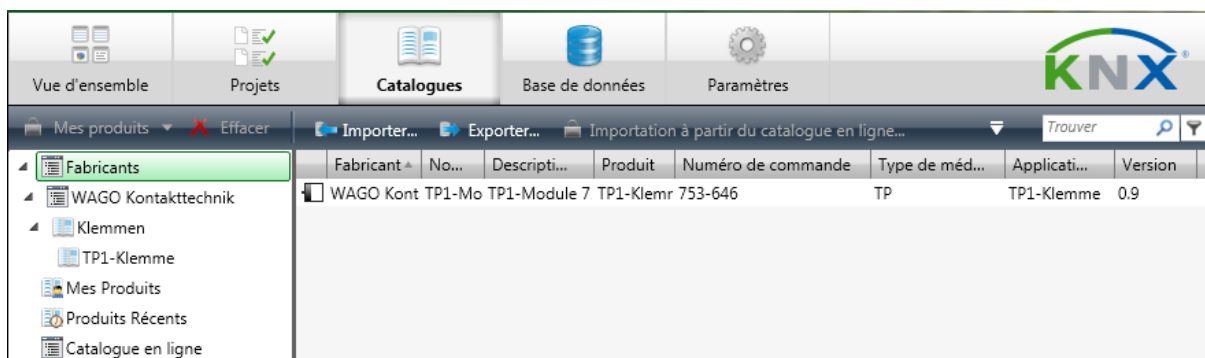 Vue d'ensemble Projets Catalogues Base de données Paramètres KNX®
Mes produits Effacer Importer... Exporter... Importation à partir du catalogue en ligne... Trouver
Fabricants Fabricant No... Descripti... Produit Numéro de commande Type de méd... Applicati... Version
WAGO Kontakttechnik WAGO Kont TP1-Mo TP1-Module 7 TP1-Klemr 753-646 TP TP1-Klemme 0.9
Klemmen
TP1-Klemme
Mes Produits
Produits Récents
Catalogue en ligne